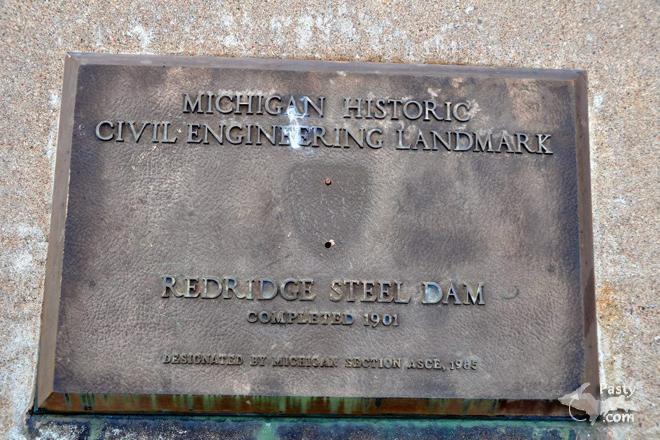 MICHIGAN HISTORIC
CIVIL ENGINEERING LANDMARK
REDRIDGE STEEL DAM
COMPLETED 1901
DESIGNATED BY MICHIGAN SECTION ASCE, 1985
Pasty
.com